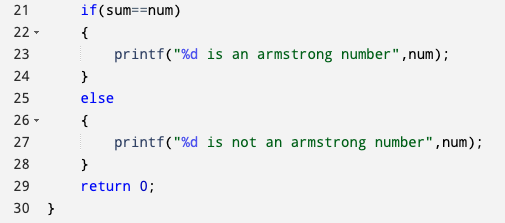 21 if(sum==num)
22 {
23 printf("%d is an armstrong number",num);
24 }
25 else
26 {
27 printf("%d is not an armstrong number",num);
28 }
29 return 0;
30 }